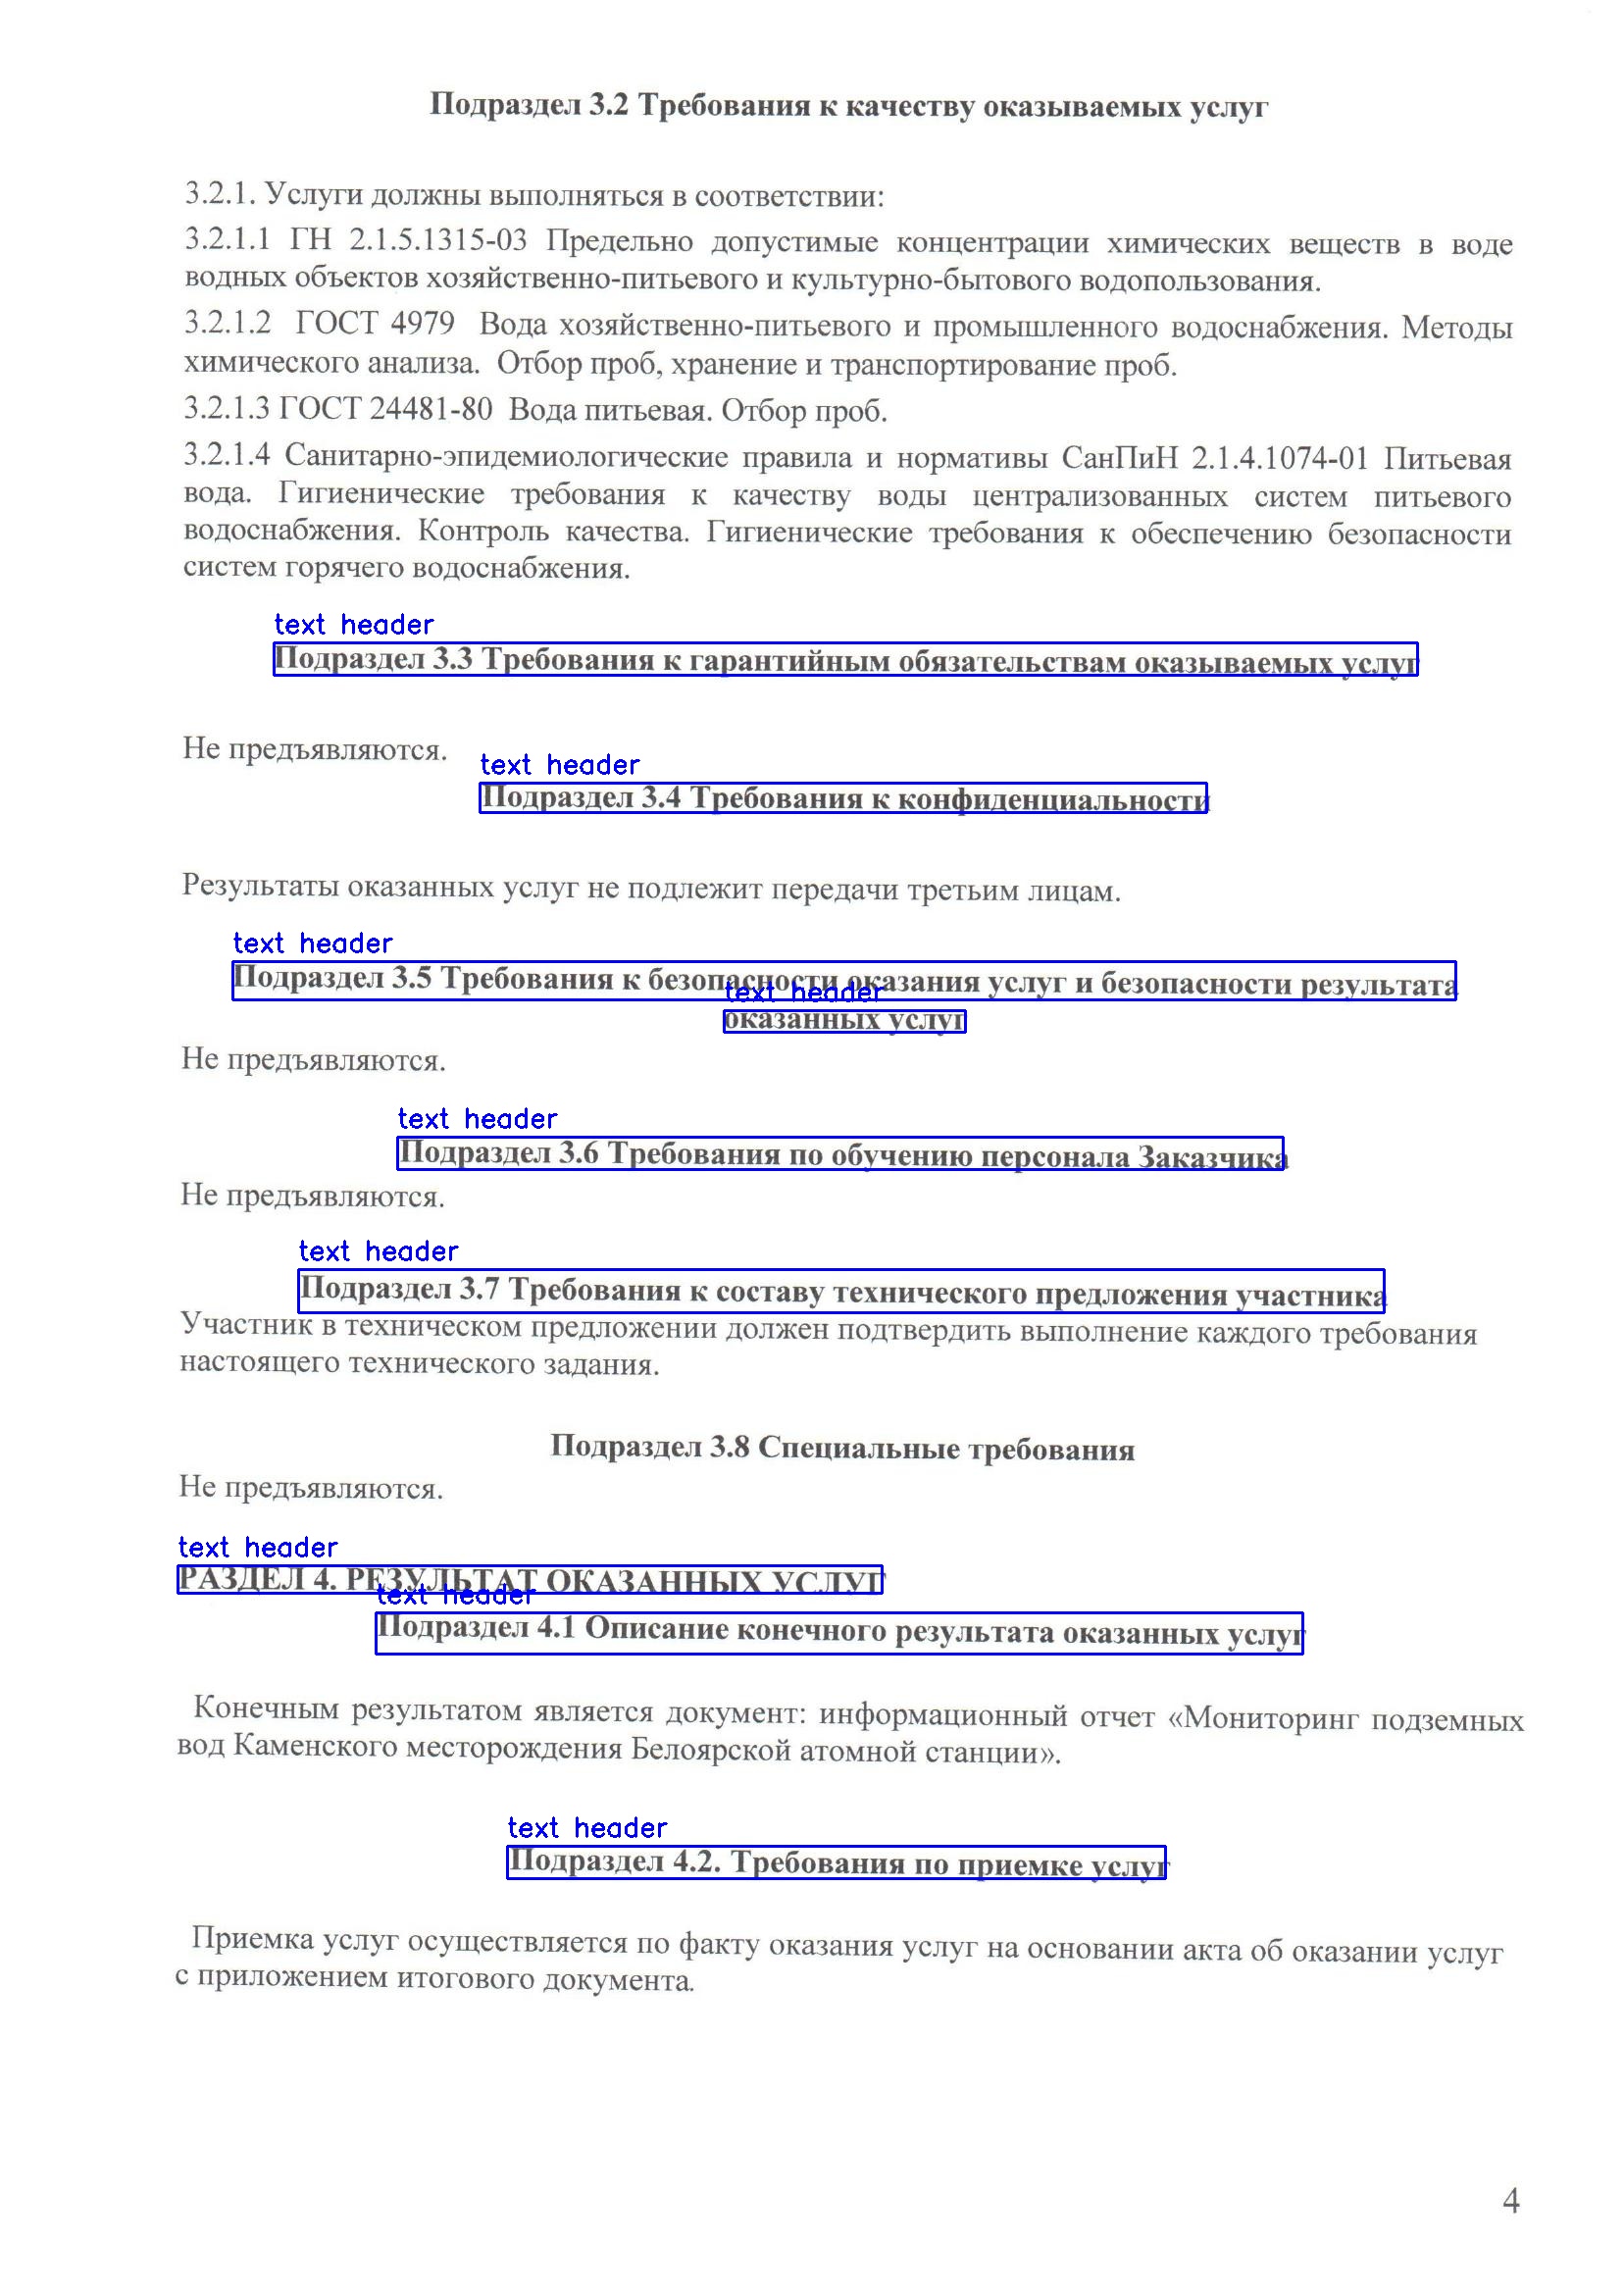 Подраздел 3.2 Требования к качеству оказываемых услуг
3.2.1. Услуги должны выполняться в соответствии:
3.2.1.1 ГН 2.1.5.1315-03 Предельно допустимые концентрации химических веществ в воде
водных объектов хозяйственно-питьевого и культурно-бытового водопользования.
3.2.1.2 ГОСТ 4979 Вода хозяйственно-питьевого и промышленного водоснабжения. Методы
химического анализа. Отбор проб, хранение и транспортирование проб.
3.2.1.3 ГОСТ 24481-80 Вода питьевая. Отбор проб.
3.2.1.4 Санитарно-эпидемиологические правила и нормативы СанПиН 2.1.4.1074-01 Питьевая
вода. Гигиенические требования к качеству воды централизованных систем питьевого
водоснабжения. Контроль качества. Гигиенические требования к обеспечению безопасности
систем горячего водоснабжения.
text header
Подраздел 3.3 Требования к гарантийным обязательствам оказываемых услуг
Не предъявляются.
text header
Подраздел 3.4 Требования к конфиденциальности
Результаты оказанных услуг не подлежит передачи третьим лицам.
text header
Подраздел 3.5 Требования к безопасности оказания услуг и безопасности результата
text header
оказанных услуг
Не предъявляются.
text header
Подраздел 3.6 Требования по обучению персонала Заказчика
Не предъявляются.
text header
Подраздел 3.7 Требования к составу технического предложения участника
Участник в техническом предложении должен подтвердить выполнение каждого требования
настоящего технического задания.
Подраздел 3.8 Специальные требования
Не предъявляются.
text header
РАЗДЕЛ 4. РЕЗУЛЬТАТ ОКАЗАННЫХ УСЛУГ
text header
Подраздел 4.1 Описание конечного результата оказанных услуг
Конечным результатом является документ: информационный отчет «Мониторинг подземных
вод Каменского месторождения Белоярской атомной станции».
text header
Подраздел 4.2. Требования по приемке услуг
Приемка услуг осуществляется по факту оказания услуг на основании акта об оказании услуг
с приложением итогового документа.
4